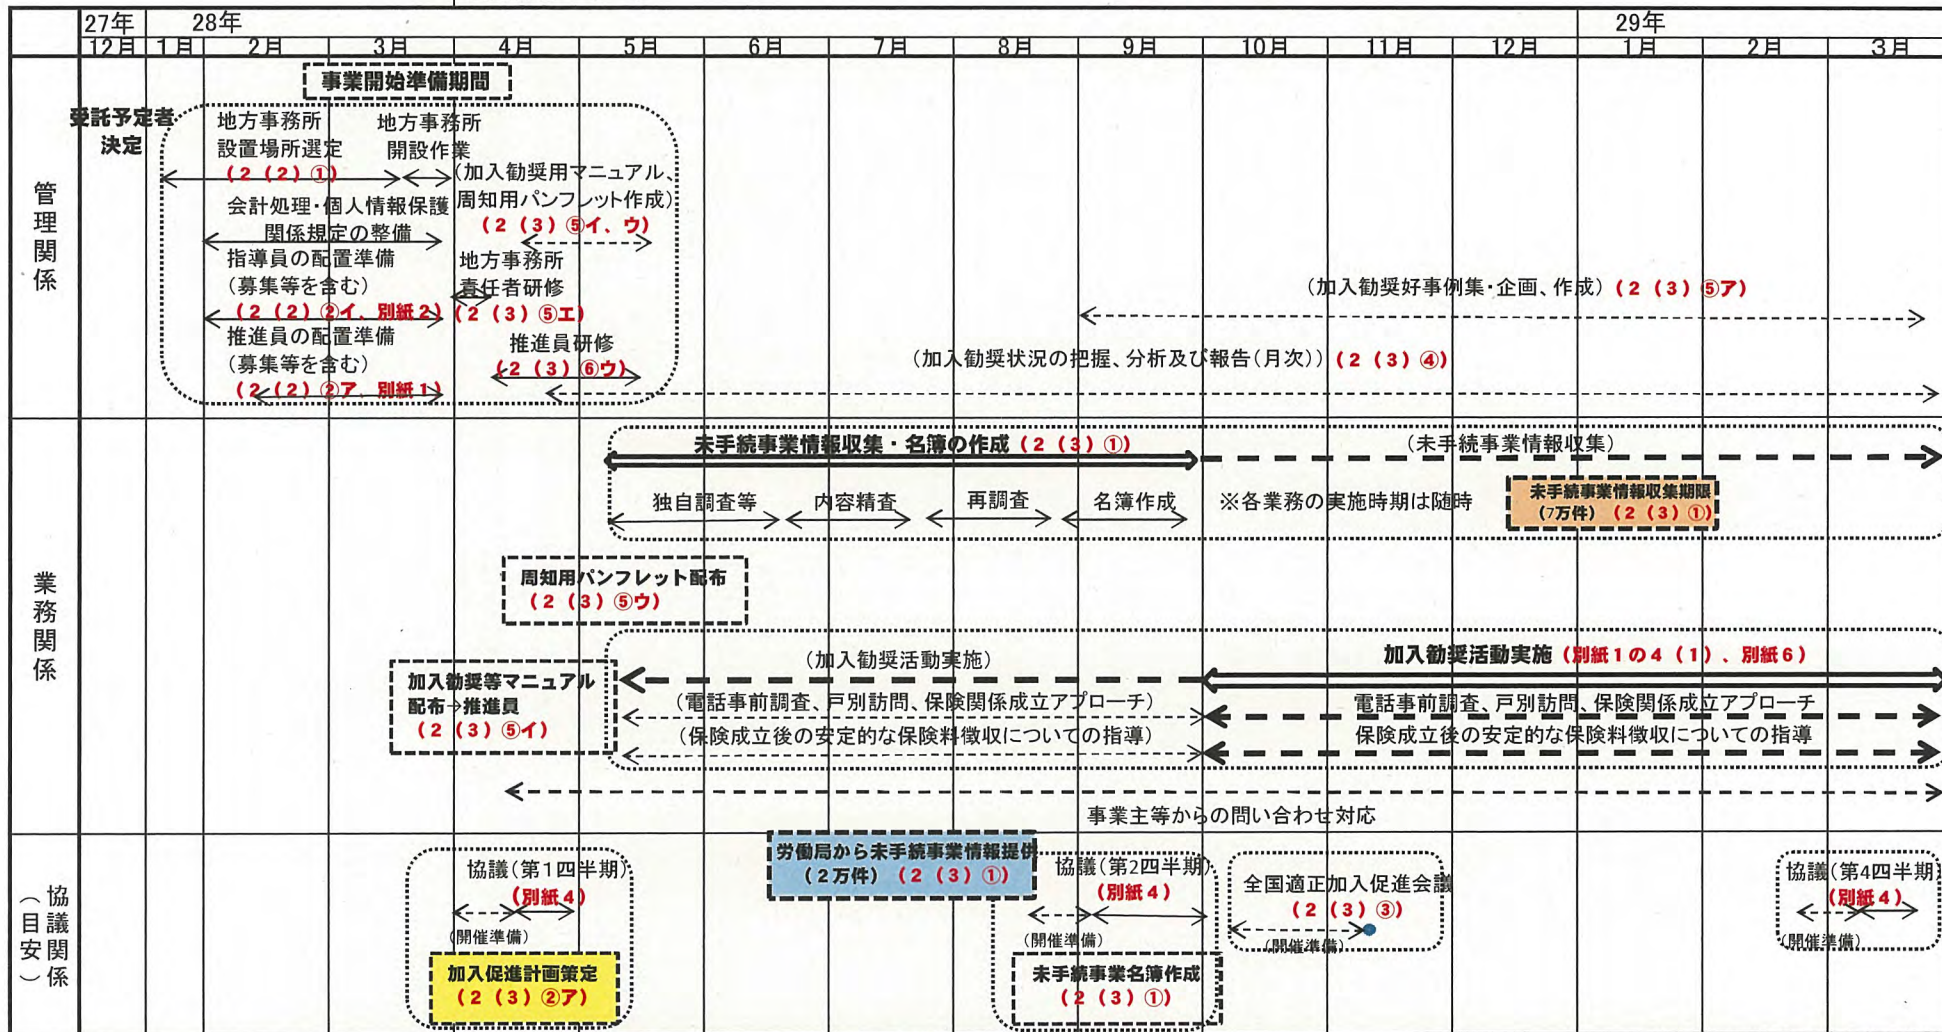 27年
28年
29年
12月
1月
2月
3月
4月
5月
6月
7月
8月
9月
10月
11月
12月
1月
2月
3月
管理関係
事業開始準備期間
受託予定者
決定
地方事務所
設置場所選定
(2(2)①)
地方事務所
開設作業
(加入勧奨用マニュアル、
周知用パンフレット作成)
(2(3)⑤イ、ウ)
会計処理・個人情報保護
関係規定の整備
指導員の配置準備
(募集等を含む)
(2(2)②イ、別紙2)
地方事務所
責任者研修
(2(3)⑤エ)
推進員の配置準備
(募集等を含む)
(2(2)②ア、別紙1)
推進員研修
(2(3)⑥ウ)
(加入勧奨好事例集・企画、作成)(2(3)⑤ア)
(加入勧奨状況の把握、分析及び報告(月次))(2(3)④)
業務関係
未手続事業情報収集・名簿の作成(2(3)①)
(未手続事業情報収集)
独自調査等
内容精査
再調査
名簿作成
※各業務の実施時期は随時
未手続事業情報収集期限
(7万件)(2(3)①)
周知用パンフレット配布
(2(3)⑤ウ)
加入勧奨等マニュアル
配布→推進員
(2(3)⑤イ)
(加入勧奨活動実施)
(電話事前調査、戸別訪問、保険関係成立アプローチ)
(保険成立後の安定的な保険料徴収についての指導)
加入勧奨活動実施(別紙1の4(1)、別紙6)
電話事前調査、戸別訪問、保険関係成立アプローチ
保険成立後の安定的な保険料徴収についての指導
事業主等からの問い合わせ対応
協議関係
(目安)
協議(第1四半期)
(別紙4)
(開催準備)
加入促進計画策定
(2(3)②ア)
労働局から未手続事業情報提供
(2万件)(2(3)①)
協議(第2四半期)
(別紙4)
(開催準備)
未手続事業名簿作成
(2(3)①)
全国適正加入促進会議
(2(3)③)
(開催準備)
協議(第4四半期)
(別紙4)
(開催準備)